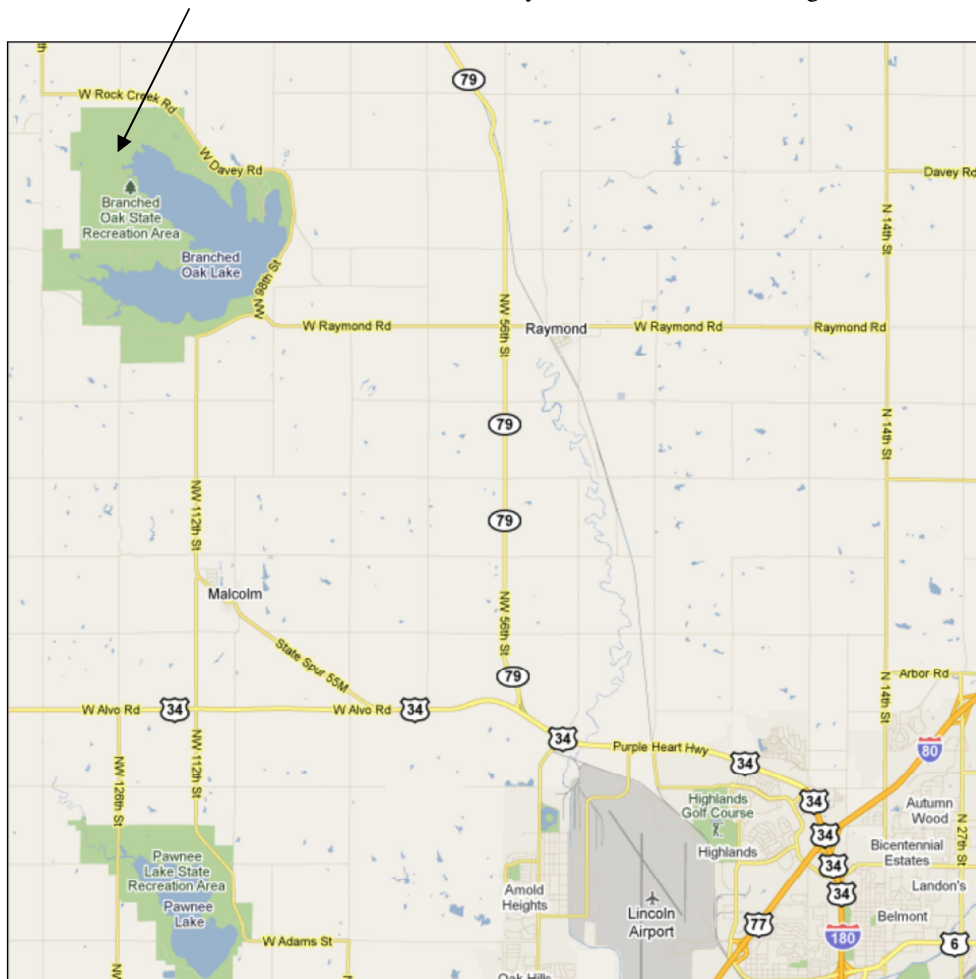 79
W Rock Creek Rd
W Davey Rd
Davey Rd
Branched
Oak State
Recreation Area
N 14th St
Branched
Oak Lake
NW 98th St
W Raymond Rd
NW 56th St
Raymond
W Raymond Rd
Raymond Rd
79
N 14th St
NW 112th St
79
Malcolm
NW 56th St
State Spur 55M
79
Arbor Rd
N 14th St
W Alvo Rd
34
W Alvo Rd
34
34
Purple Heart Hwy
34
80
NW 126th St
NW 112th St
Highlands
Golf Course
34
Autumn
Wood
N 27th St
34
Highlands
Bicentennial
Estates
Pawnee
Lake State
Recreation Area
34
Arnold
Heights
34
Landon's
Pawnee
Lake
Lincoln
Airport
77
Belmont
180
6
W Adams St
NW
Oak Hills